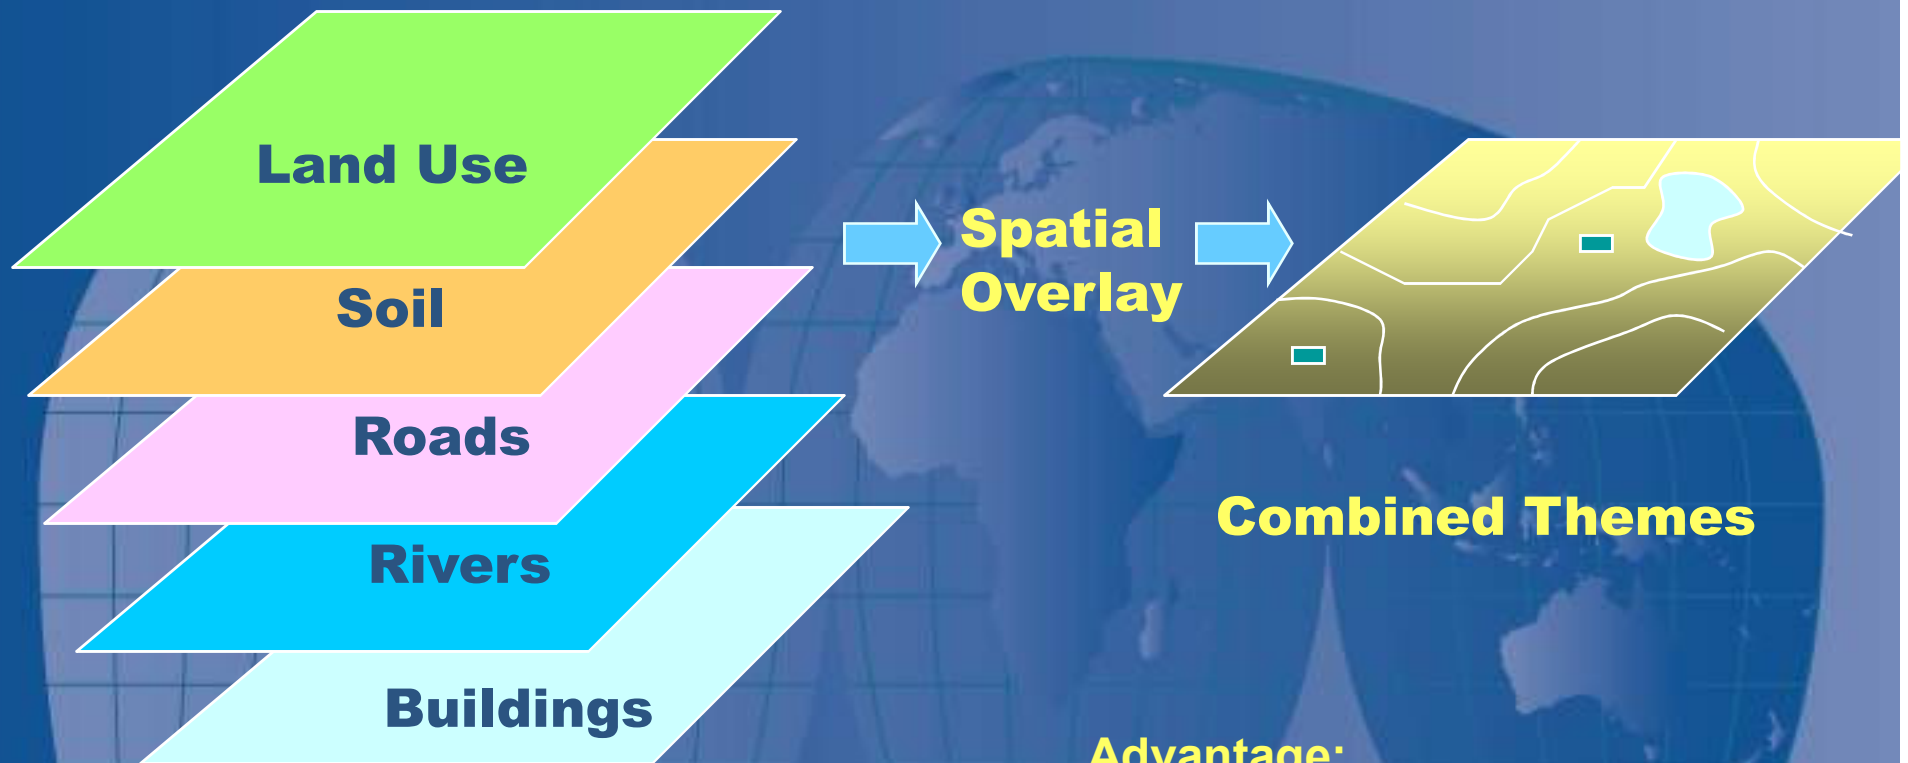 Land Use
Soil
Roads
Rivers
Buildings
Spatial
Overlay
Combined Themes
Advantage: